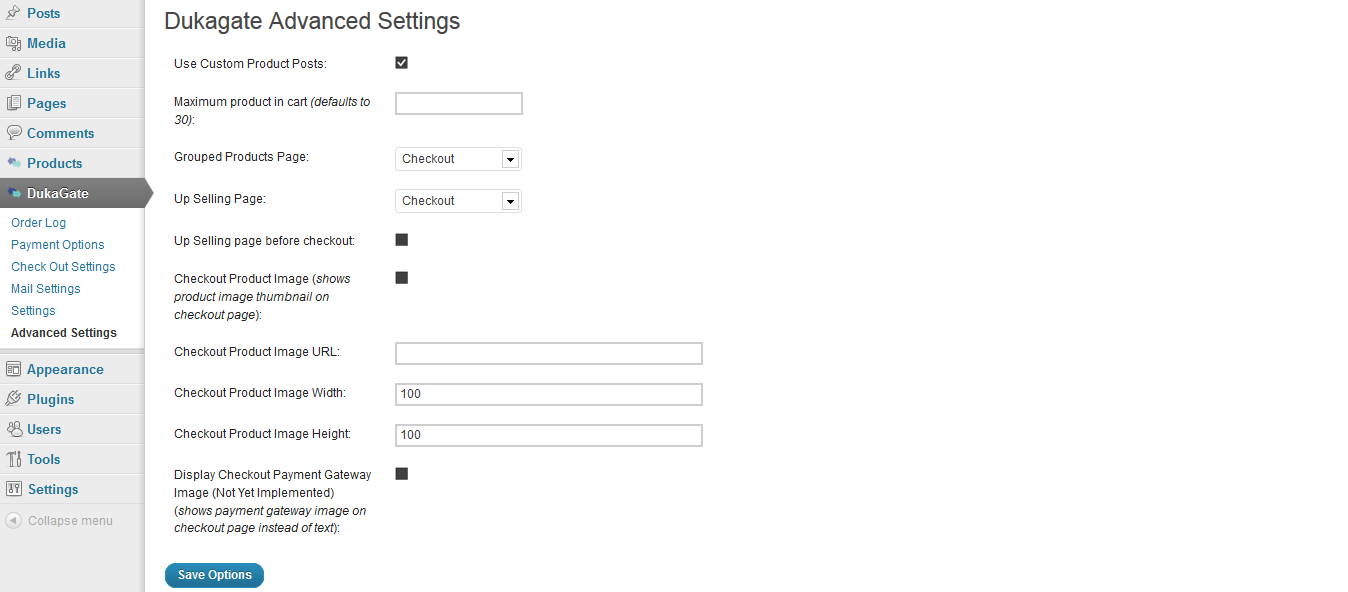 Posts
Media
Links
Pages
Comments
Products
DukaGate
Order Log
Payment Options
Check Out Settings
Mail Settings
Settings
Advanced Settings
Appearance
Plugins
Users
Tools
Settings
Collapse menu
Dukagate Advanced Settings
Use Custom Product Posts:
Maximum product in cart (defaults to
30):
Grouped Products Page:
Checkout
Up Selling Page:
Checkout
Up Selling page before checkout:
Checkout Product Image (shows
product image thumbnail on
checkout page):
Checkout Product Image URL:
Checkout Product Image Width:
100
Checkout Product Image Height:
100
Display Checkout Payment Gateway
Image (Not Yet Implemented)
(shows payment gateway image on
checkout page instead of text):
Save Options